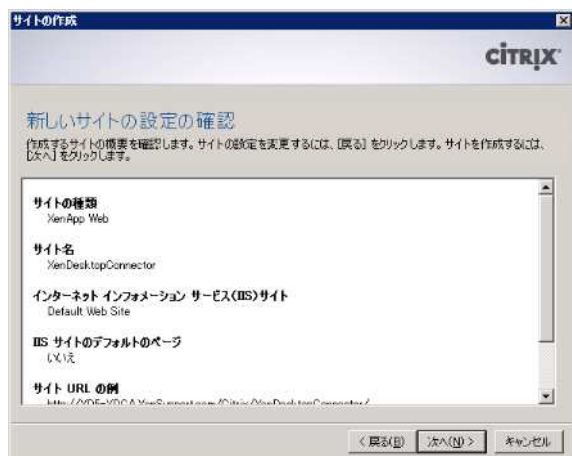 サイトの作成
CITRIX
新しいサイトの設定の確認
作成するサイトの概要を確認します。サイトの設定を変更するには、[戻る] をクリックします。サイトを作成するには、
[次へ] をクリックします。
サイトの種類
XenApp Web
サイト名
XenDesktopConnector
インターネット インフォメーション サービス(IIS)サイト
Default Web Site
IIS サイトのデフォルトのページ
いいえ
サイト URL の例
< 戻る(B)
次へ(N) >
キャンセル